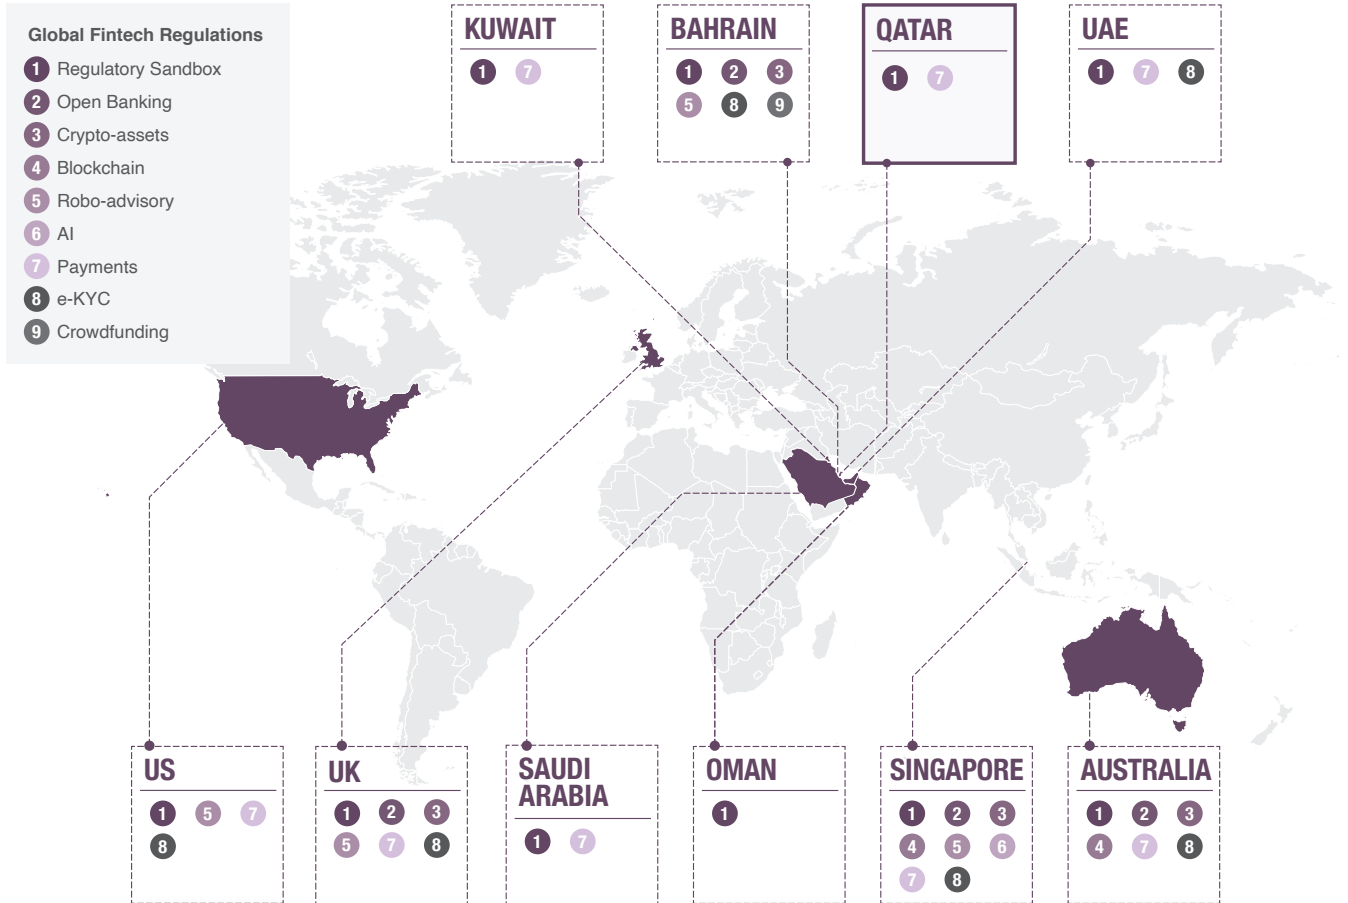 Global Fintech Regulations
1 Regulatory Sandbox
2 Open Banking
3 Crypto-assets
4 Blockchain
5 Robo-advisory
6 AI
7 Payments
8 e-KYC
9 Crowdfunding
KUWAIT
1 7
BAHRAIN
1 2 3
5 8 9
QATAR
1 7
UAE
1 7 8
US
1 5 7
8
UK
1 2 3
5 7 8
SAUDI
ARABIA
1 7
OMAN
1
SINGAPORE
1 2 3
4 5 6
7 8
AUSTRALIA
1 2 3
4 7 8